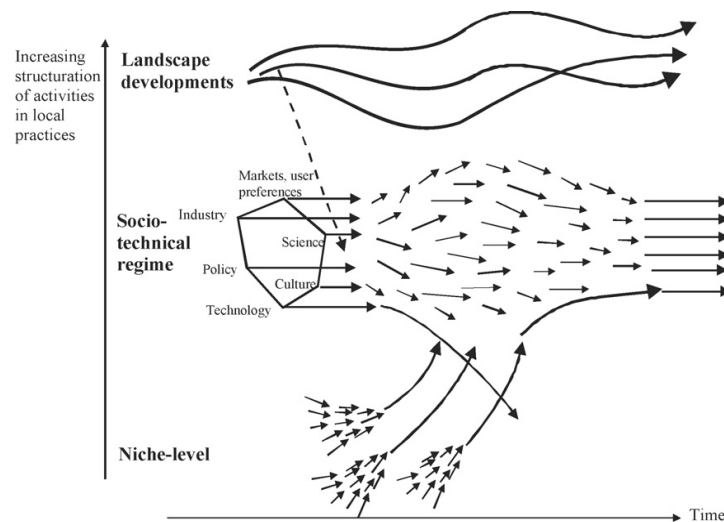 Increasing
structuration
of activities
in local
practices
Landscape
developments
Markets, user
preferences
Industry
Socio-
technical
regime
Science
Policy
Culture
Technology
Niche-level
Time